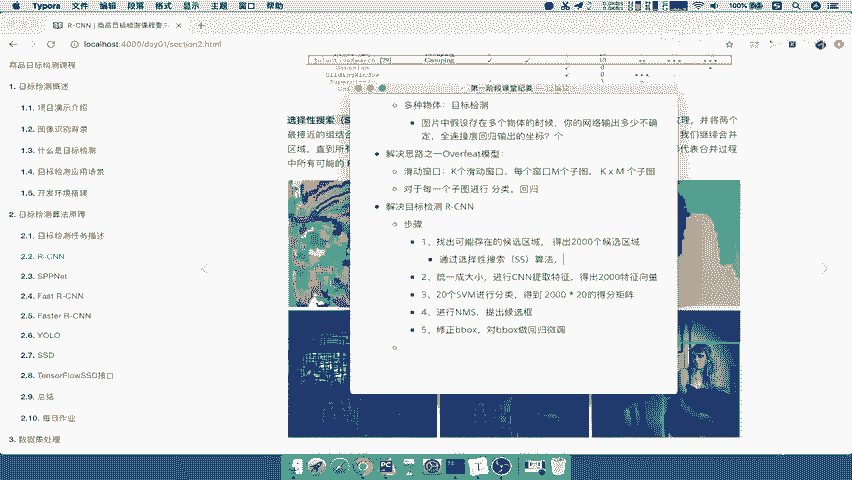 Typora 文件 编辑 段落 格式 显示 主题 窗口 帮助
100%
R-CNN | 商品目标检测课程
localhost:4000/day01/section2.html
商品目标检测课程
1. 目标检测概述
1.1. 项目演示介绍
1.2. 图像识别背景
1.3. 什么是目标检测
1.4. 目标检测应用场景
1.5. 开发环境搭建
2. 目标检测算法原理
2.1. 目标检测任务描述
2.2. R-CNN
2.3. SPPNet
2.4. Fast R-CNN
2.5. Faster R-CNN
2.6. YOLO
2.7. SSD
2.8. TensorFlowSSD接口
2.9. 总结
2.10. 每日作业
3. 数据集处理
SelectiveSearch [29]
SlidingWindow
选择性搜索
最接近的组结合
区域，直到所有
中所有可能的
并将两个
我们继续合并
代表合并过程
第一阶段课堂纪要
多种物体：目标检测
图片中假设存在多个物体的时候，你的网络输出多少不确
定，全连接层回归输出的坐标？个
解决思路之一Overfeat模型：
滑动窗口：K个滑动窗口，每个窗口M个子图， K x M 个子图
对于每一个子图进行 分类，回归
解决目标检测 R-CNN
步骤
1、找出可能存在的候选区域， 得出2000个候选区域
通过选择性搜索（SS）算法，
2、统一成大小，进行CNN提取特征，得出2000特征向量
3、20个SVM进行分类，得到 2000 * 20的得分矩阵
4、进行NMS，提出候选框
5、修正bbox，对bbox做回归微调